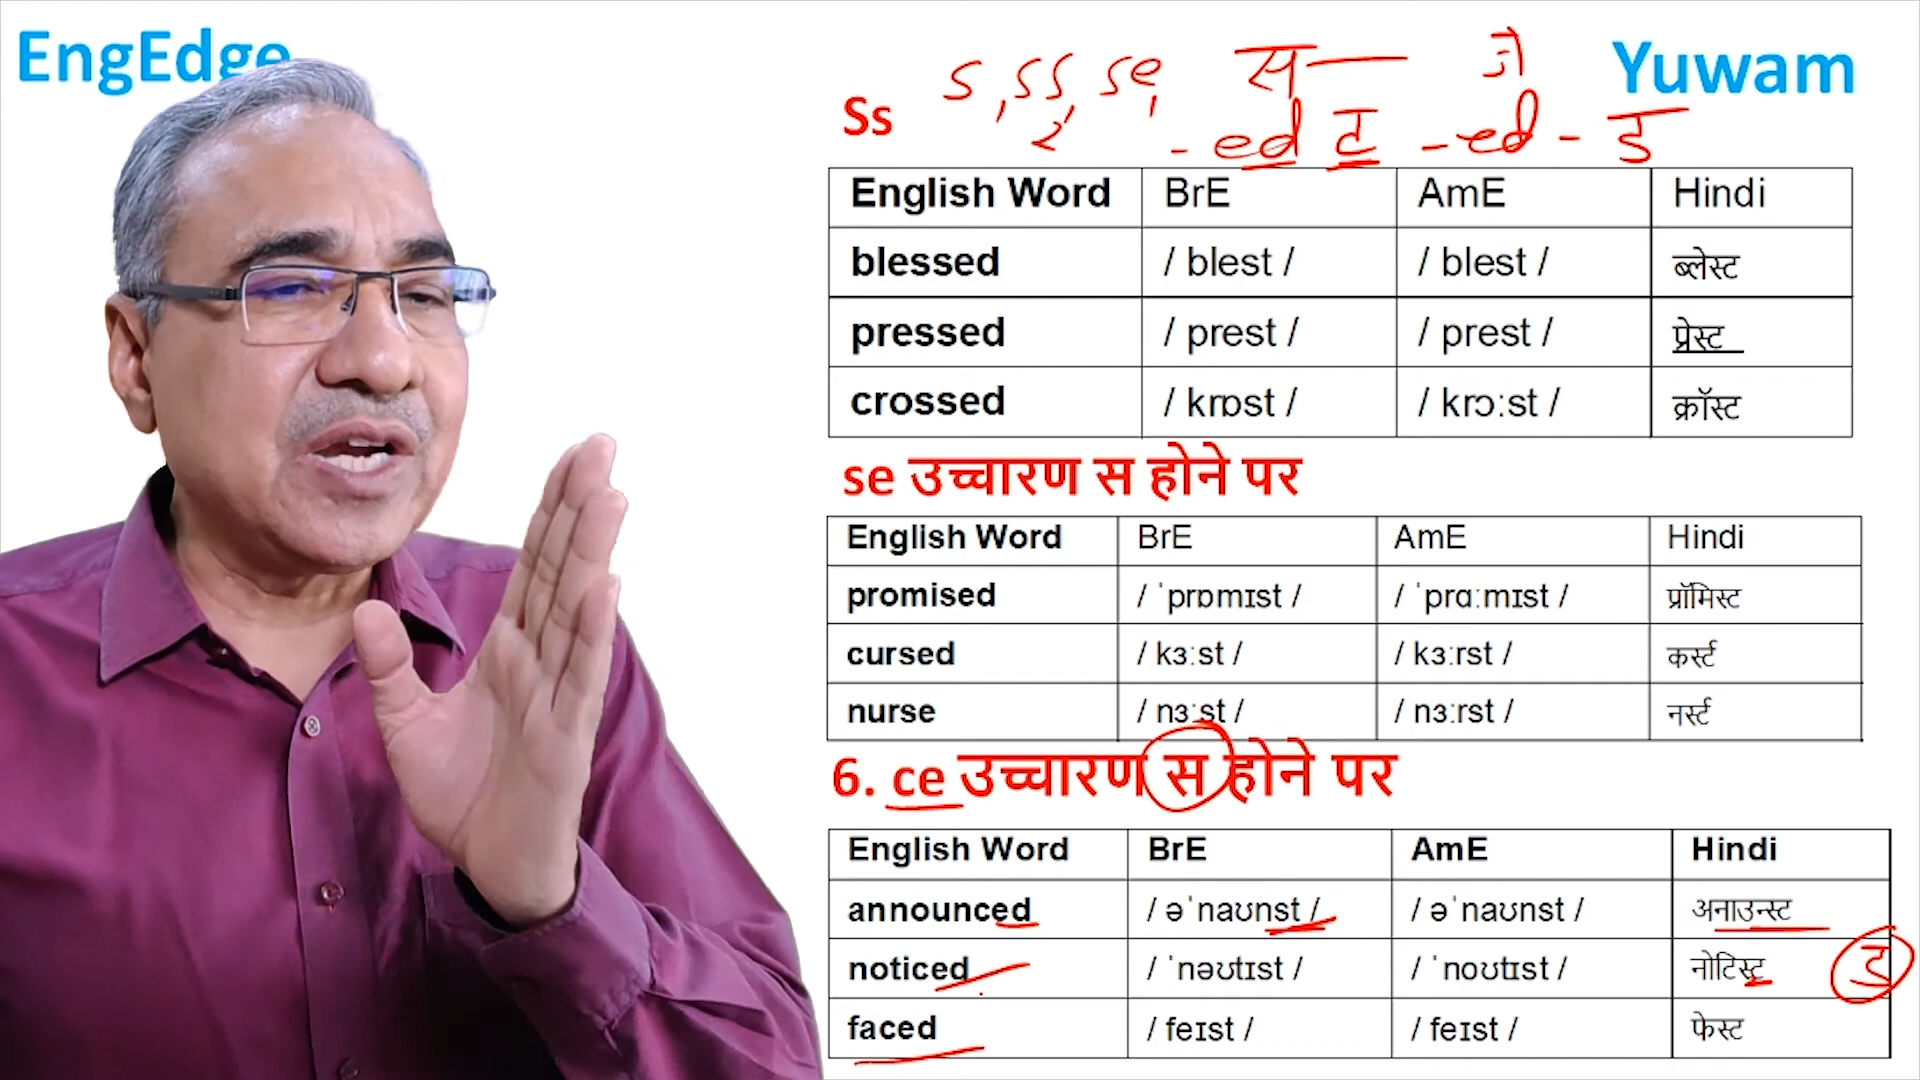 EngEdge
Yuwam
s, ss, se, स
Ss
-ed ट -ed - ड
English Word BrE AmE Hindi
blessed / blest / / blest / ब्लेस्ट
pressed / prest / / prest / प्रेस्ट
crossed / krɒst / / krɔːst / क्रॉस्ट
se उच्चारण स होने पर
English Word BrE AmE Hindi
promised / ˈprɒmɪst / / ˈprɑːmɪst / प्रॉमिस्ट
cursed / kɜːst / / kɜːrst / कर्स्ट
nurse / nɜːst / / nɜːrst / नर्स्ट
6. ce उच्चारण स होने पर
English Word BrE AmE Hindi
announced / əˈnaʊnst / / əˈnaʊnst / अनाउन्स्ट
noticed / ˈnəʊtɪst / / ˈnoʊtɪst / नोटिस्ट ट
faced / feɪst / / feɪst / फेस्ट